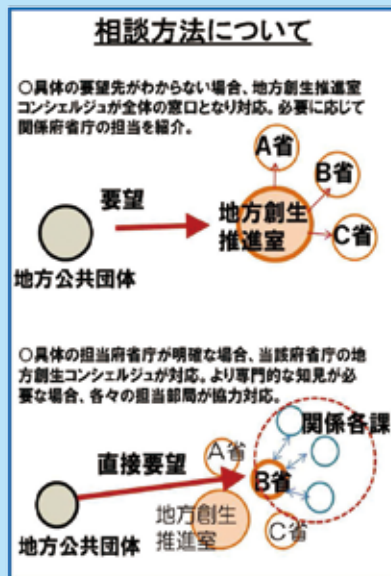 相談方法について
○具体の要望先がわからない場合、地方創生推進室
コンシェルジュが全体の窓口となり対応。必要に応じて
関係府省庁の担当を紹介。
A省
B省
要望
地方創生
推進室
C省
地方公共団体
○具体の担当府省庁が明確な場合、当該府省庁の地
方創生コンシェルジュが対応。より専門的な知見が必
要な場合、各々の担当部局が協力対応。
関係各課
A省
直接要望
B省
地方創生
推進室
C省
地方公共団体